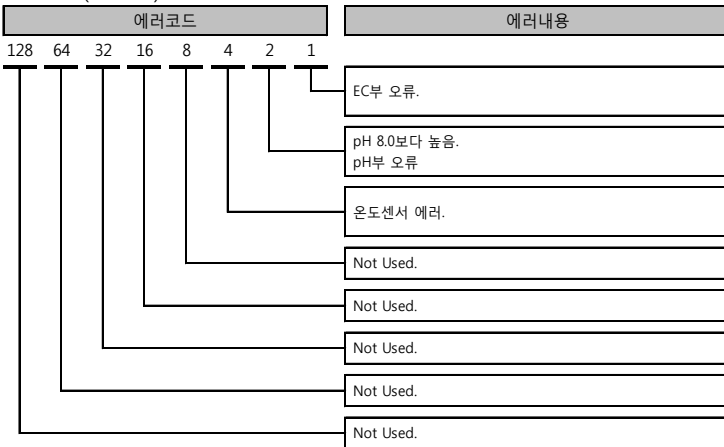 에러코드
에러내용
128 64 32 16 8 4 2 1
EC부 오류.
pH 8.0보다 높음.
pH부 오류
온도센서 에러.
Not Used.
Not Used.
Not Used.
Not Used.
Not Used.